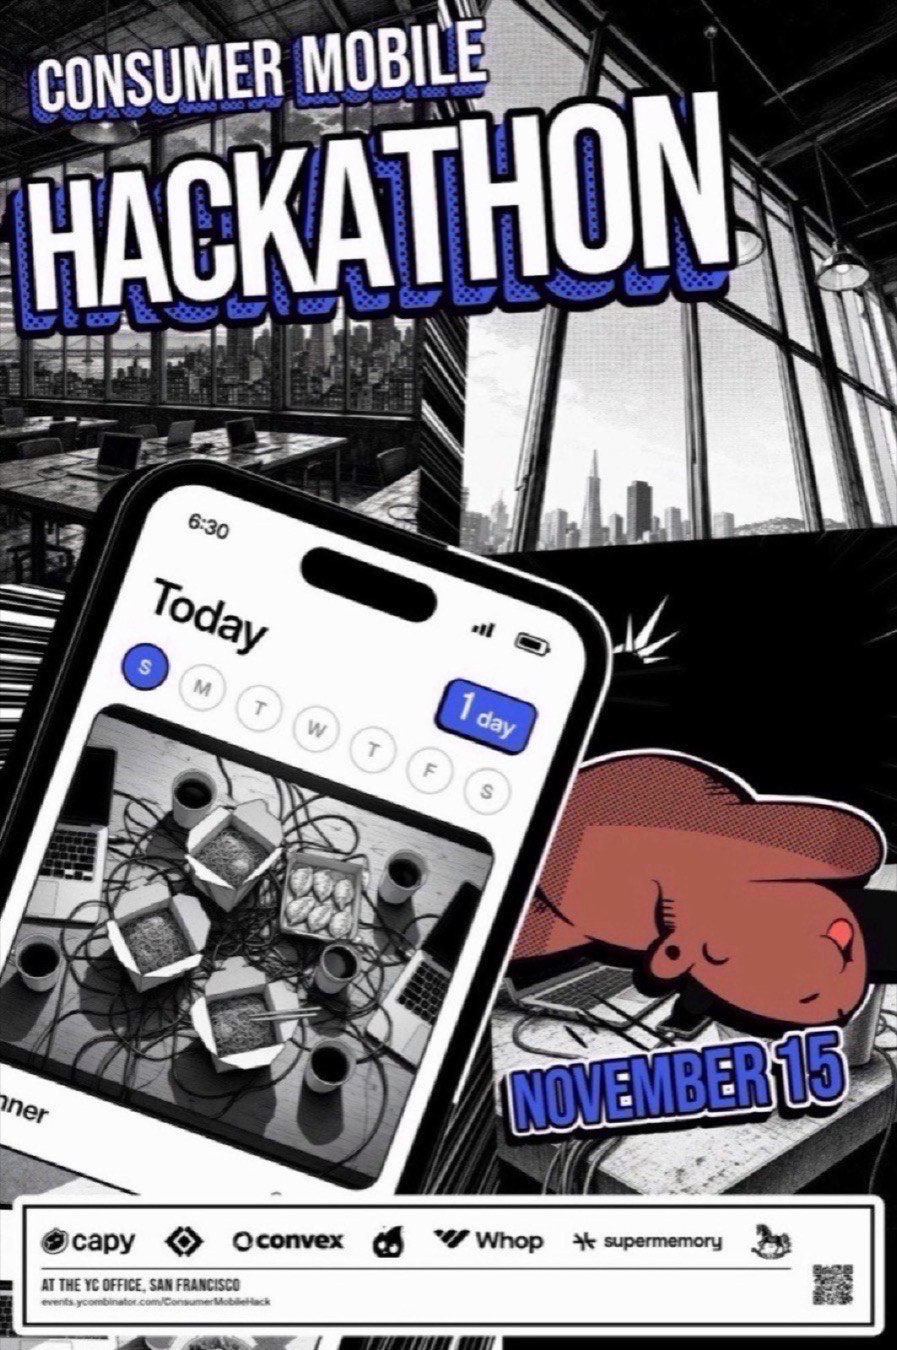 CONSUMER MOBILE
HACKATHON
6:30
Today
S M T W T F S
1 day
NOVEMBER 15
capy
convex
Whop
supermemory
AT THE YC OFFICE, SAN FRANCISCO
events.ycombinator.com/ConsumerMobileHack